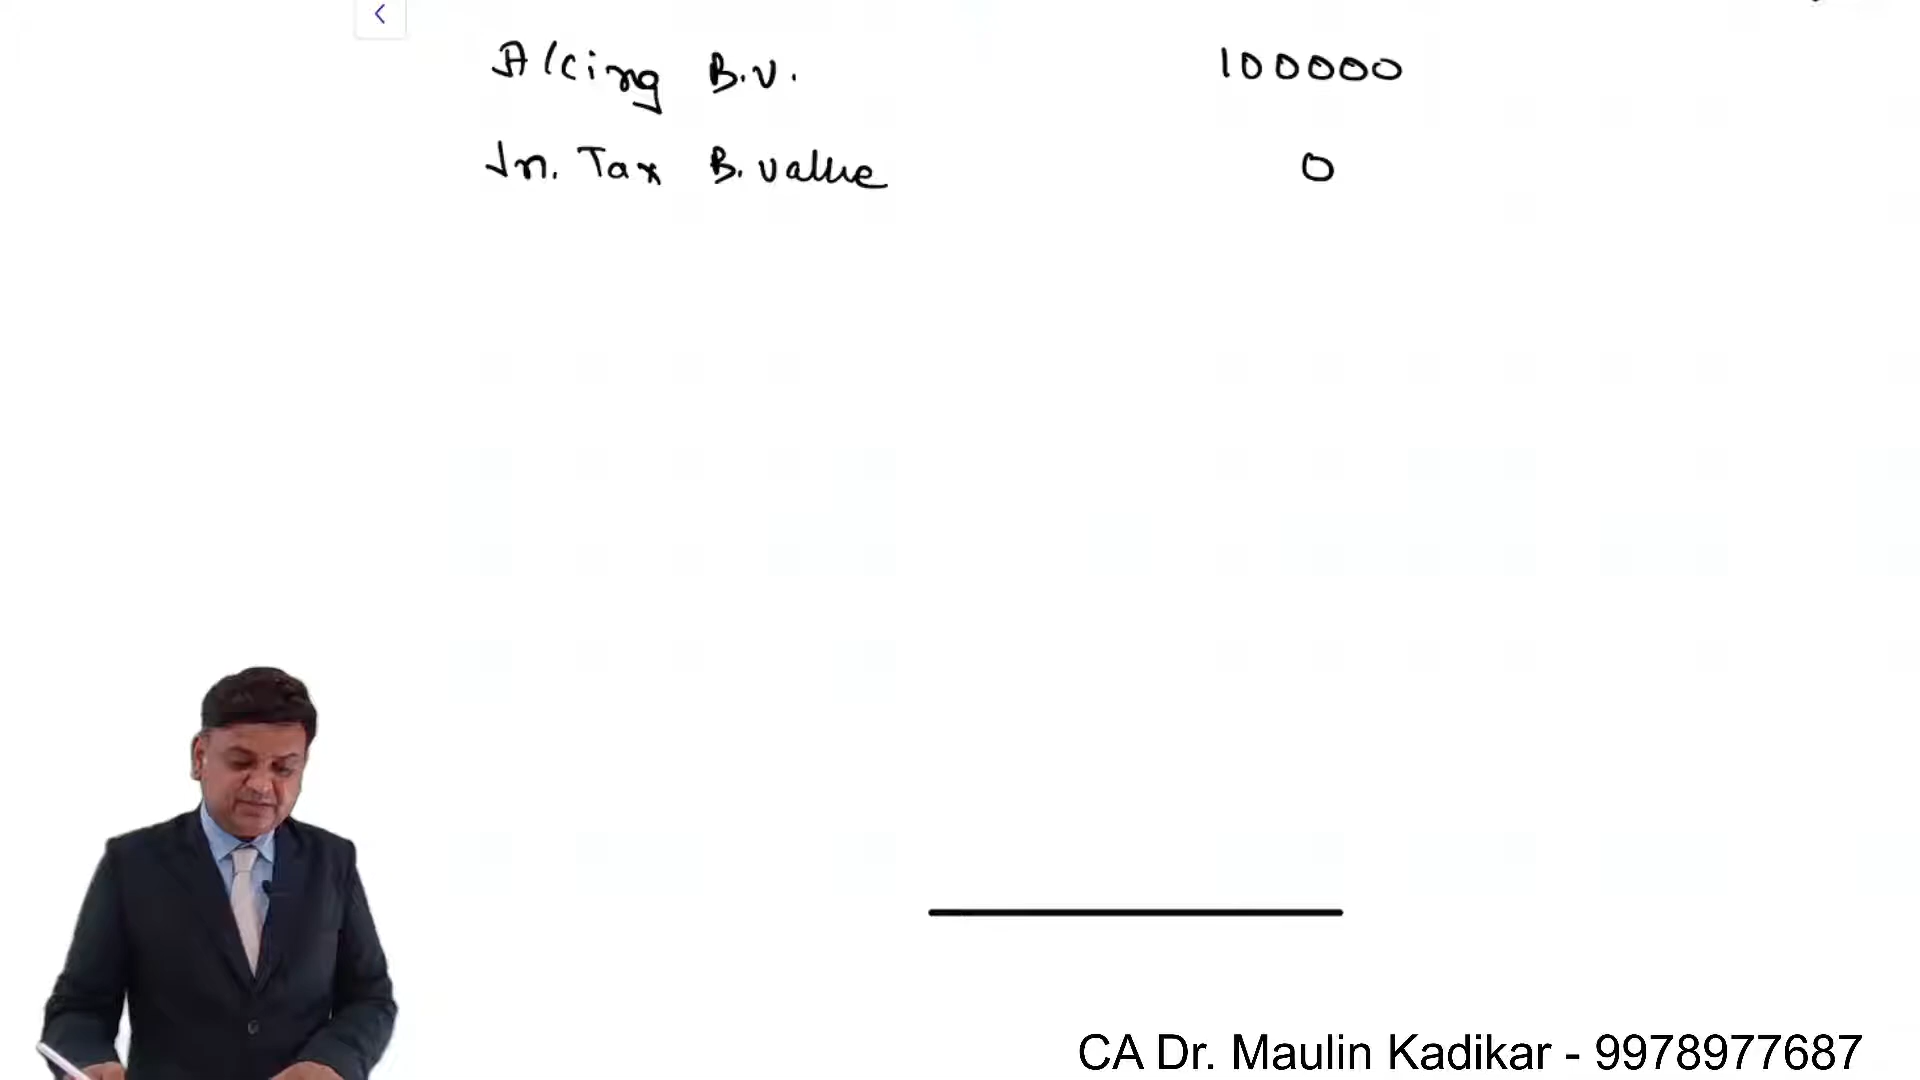 A/cing B.V. 100000
In. Tax B. Value 0
CA Dr. Maulin Kadikar - 9978977687